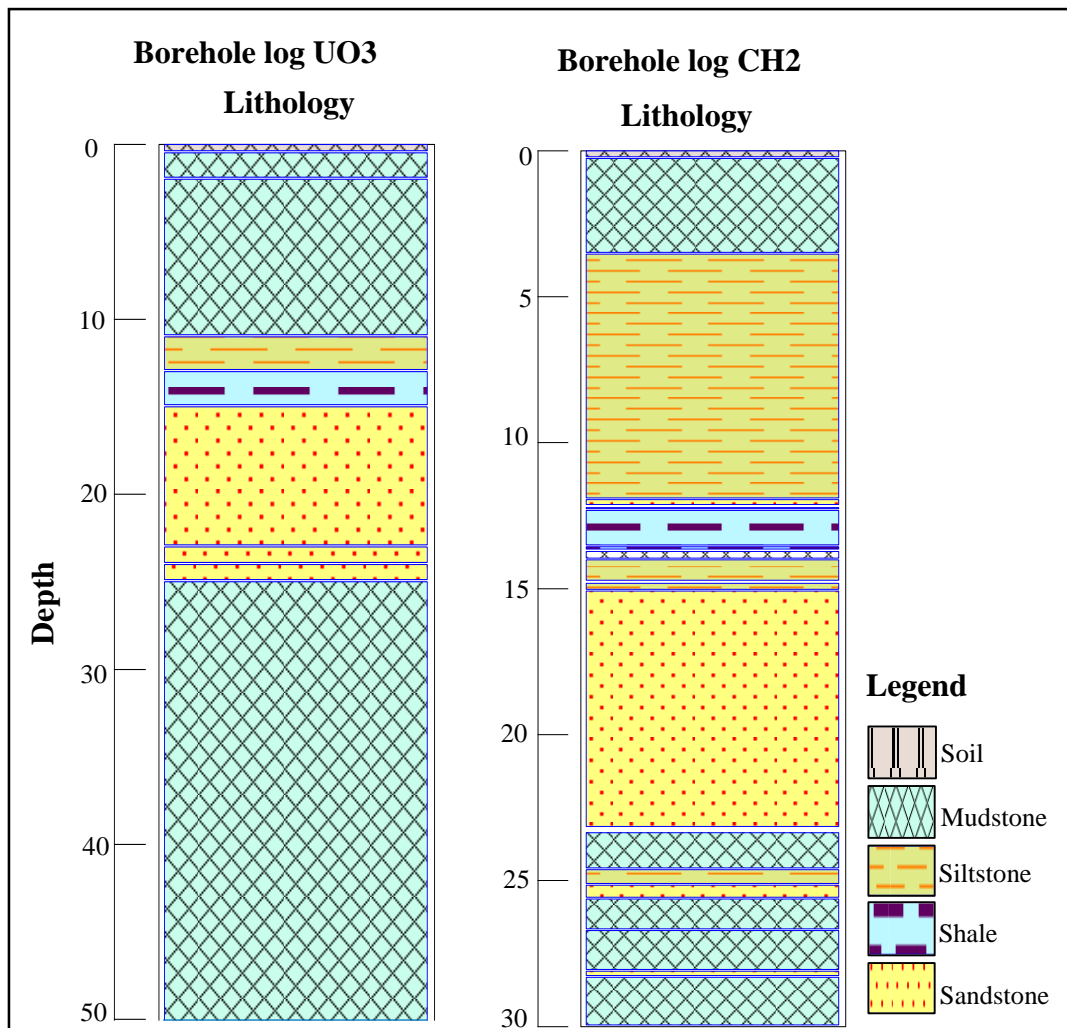 Borehole log UO3
Lithology
0
10
20
30
40
50
Depth
Borehole log CH2
Lithology
0
5
10
15
20
25
30
Legend
Soil
Mudstone
Siltstone
Shale
Sandstone